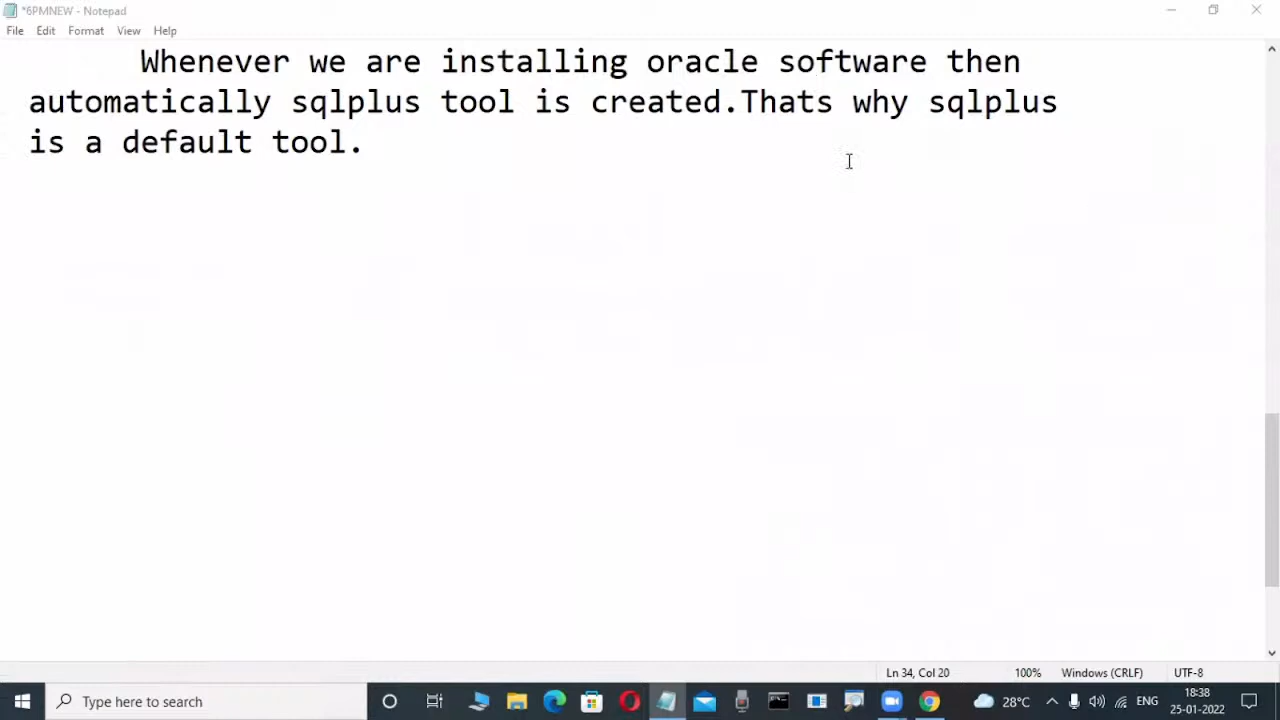 *6PMNEW - Notepad
File Edit Format View Help
Whenever we are installing oracle software then
automatically sqlplus tool is created.Thats why sqlplus
is a default tool.
Ln 34, Col 20 100% Windows (CRLF) UTF-8
Type here to search 28°C ENG 18:38
25-01-2022